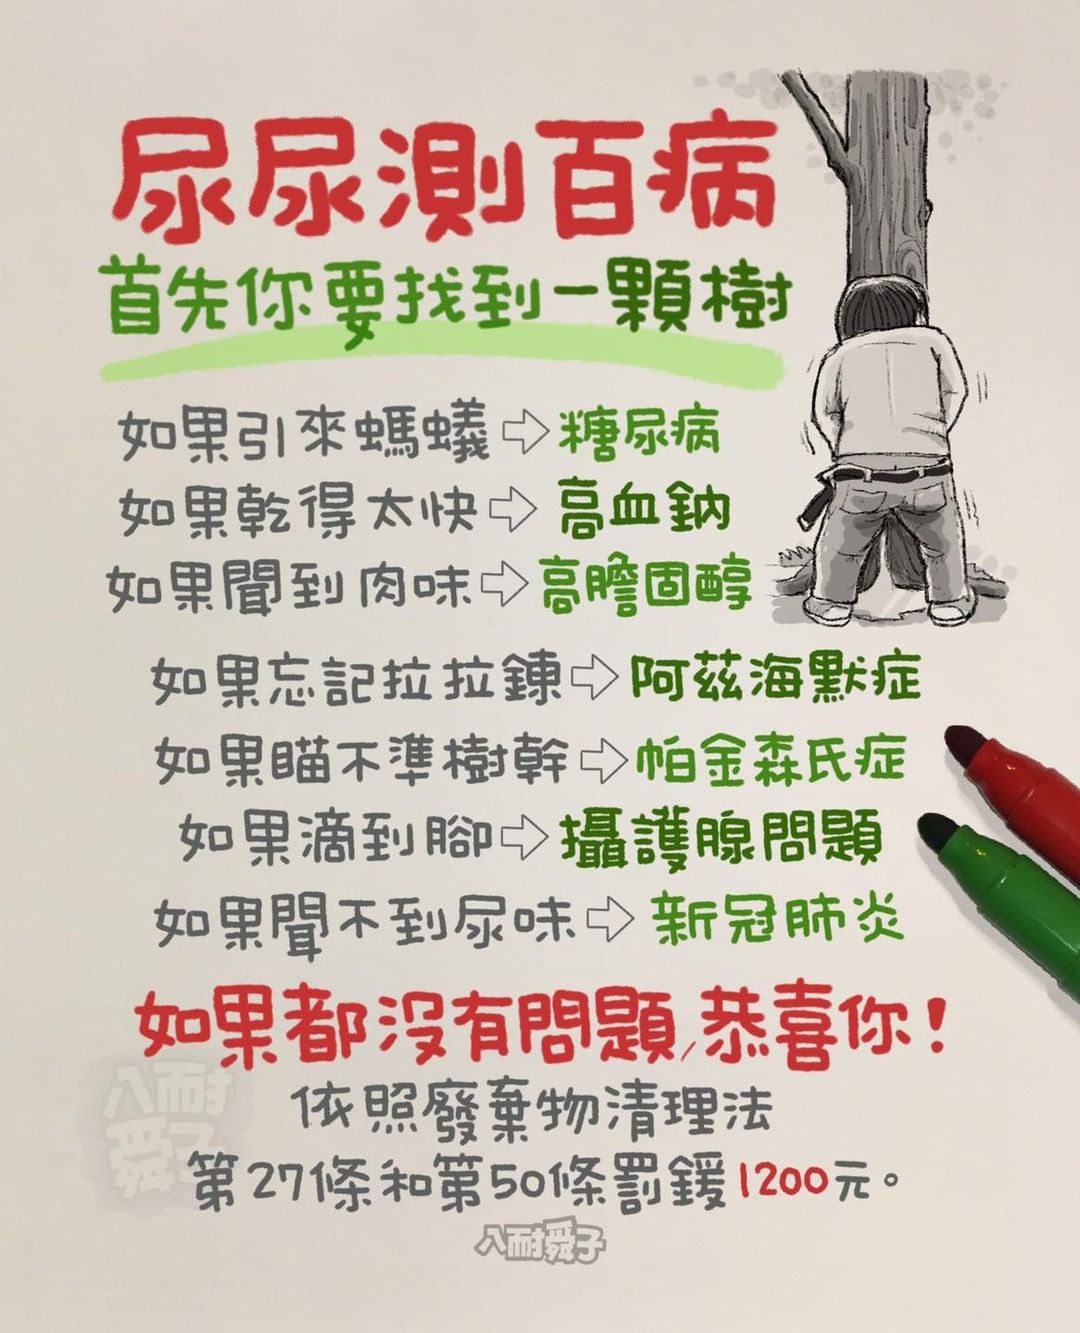 尿尿測百病
首先你要找到一顆樹
如果引來螞蟻⇨糖尿病
如果乾得太快⇨高血鈉
如果聞到肉味⇨高膽固醇
如果忘記拉拉鍊⇨阿茲海默症
如果瞄不準樹幹⇨帕金森氏症
如果滴到腳⇨攝護腺問題
如果聞不到尿味⇨新冠肺炎
如果都沒有問題,恭喜你!
依照廢棄物清理法
第27條和第50條罰鍰1200元。
八耐舜子
八耐舜子